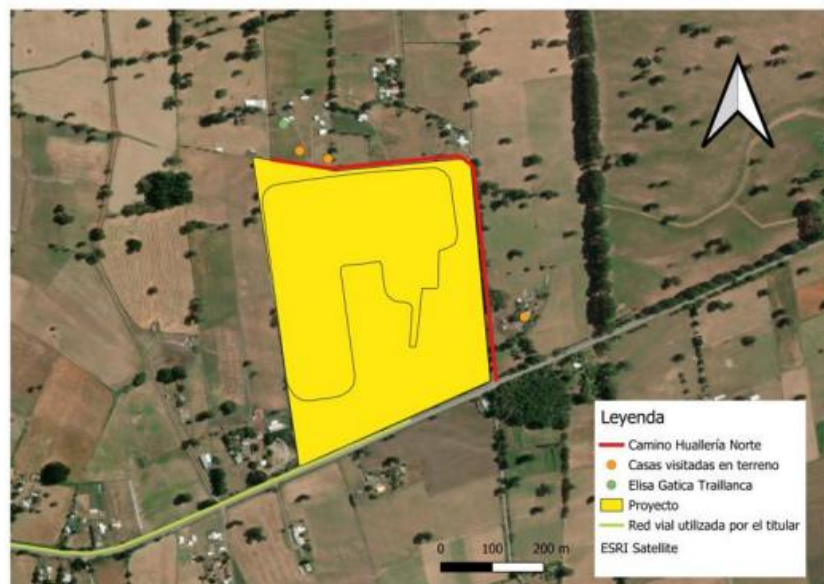 Leyenda
Camino Huallería Norte
Casas visitadas en terreno
Elisa Gatica Traillanca
Proyecto
Red vial utilizada por el titular
ESRI Satellite
0 100 200 m